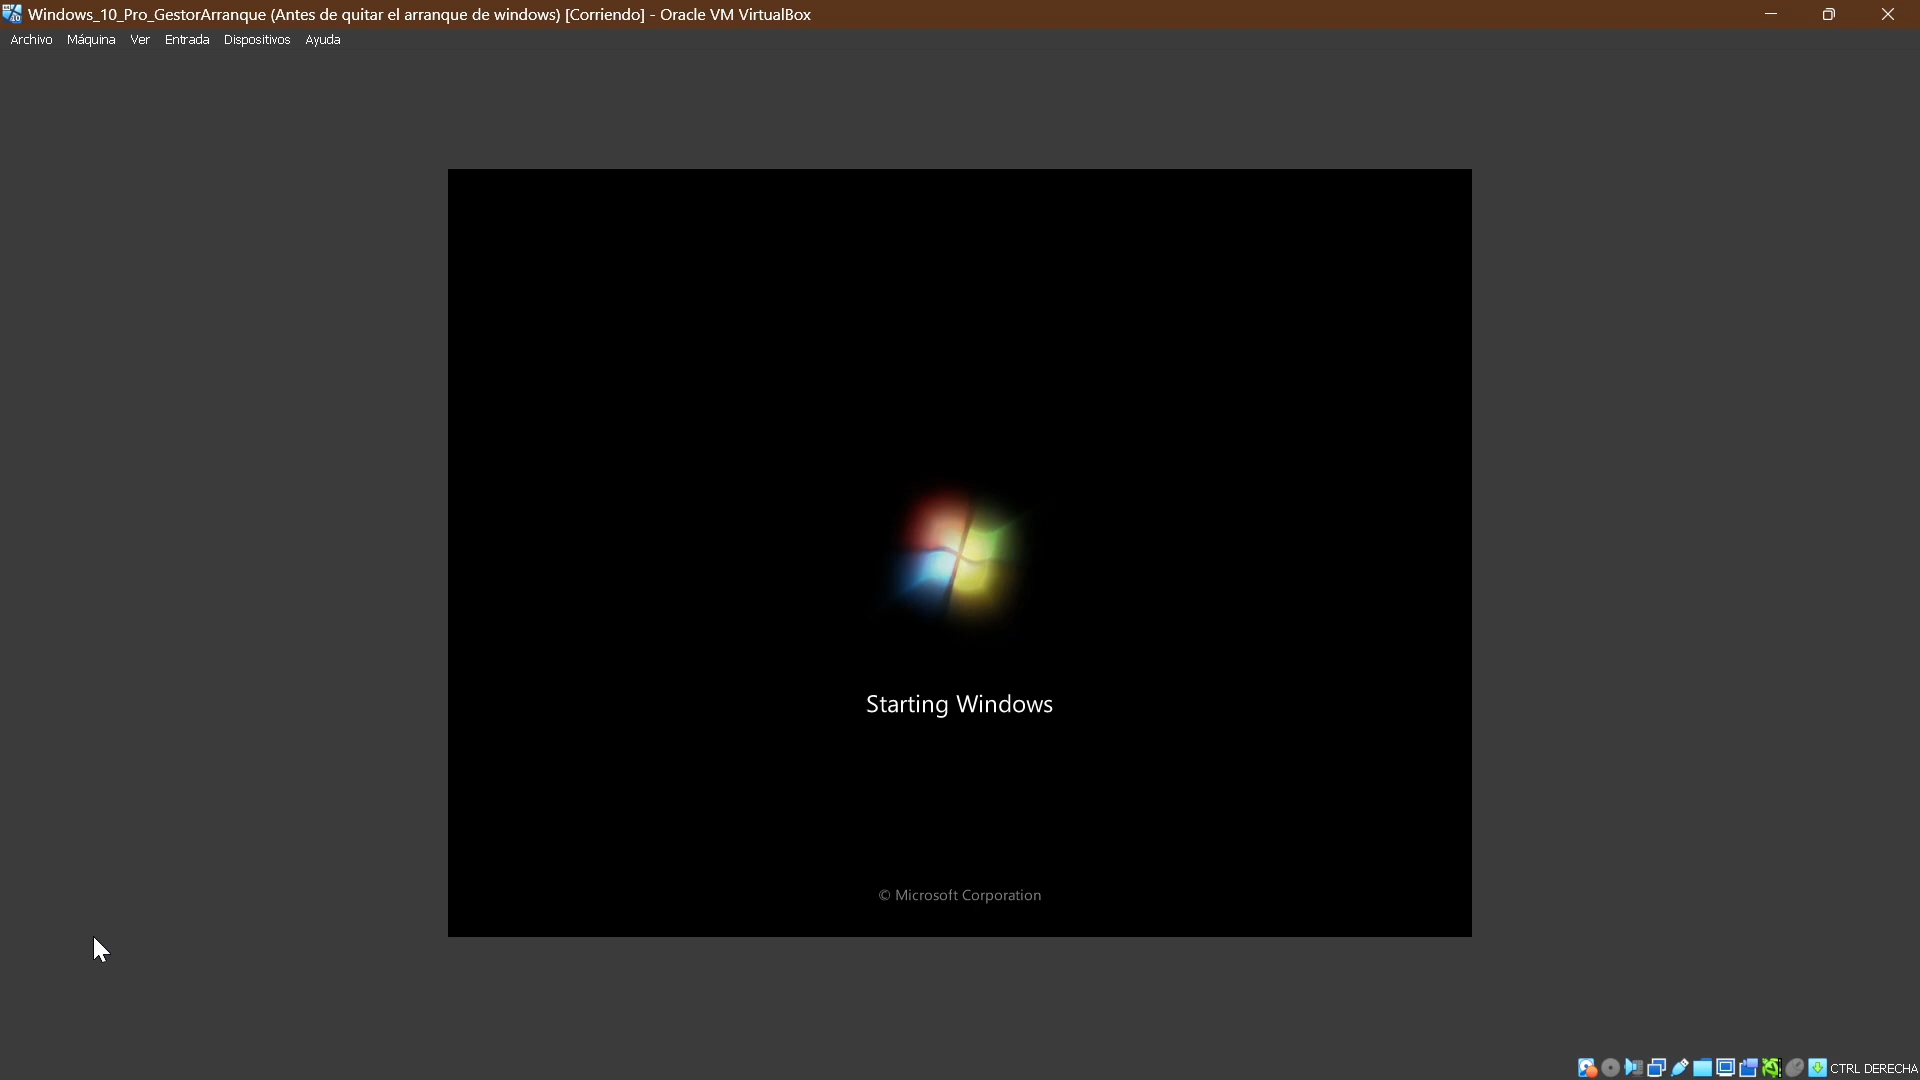 Windows_10_Pro_GestorArranque (Antes de quitar el arranque de windows) [Corriendo] - Oracle VM VirtualBox
Archivo Máquina Ver Entrada Dispositivos Ayuda
Starting Windows
© Microsoft Corporation
CTRL DERECHA